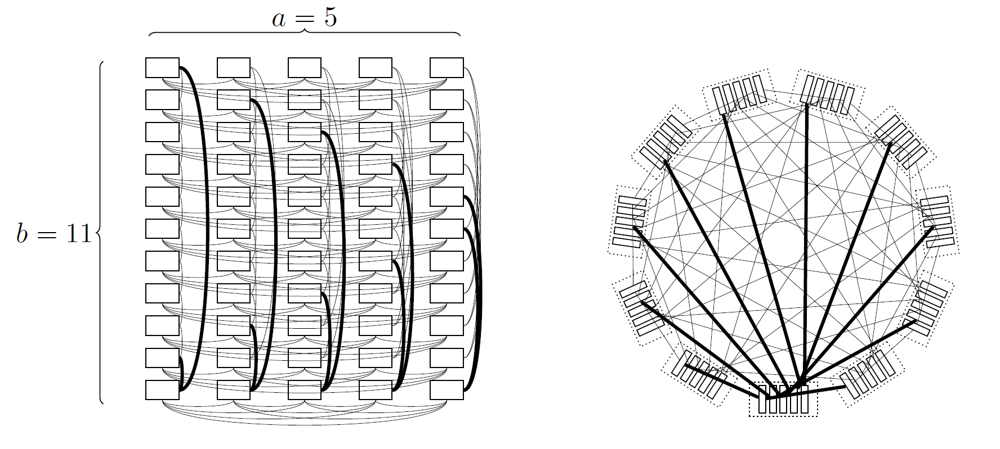 a = 5
b = 11